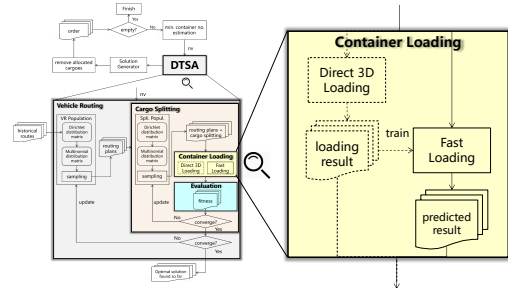 Finish
Yes
order
empty?
No
min. container no.
estimation
nv
remove allocated
cargoes
Solution
Generator
DTSA
nv
Vehicle Routing
VR Population
Dirichlet
distribution
matrix
Multinomial
distribution
matrix
sampling
historical
routes
routing
plans
update
Cargo Splitting
Spli. Popul.
Dirichlet
distribution
matrix
Multinomial
distribution
matrix
sampling
update
routing plans +
cargo splitting
Container Loading
Direct 3D
Loading
Fast
Loading
Evaluation
fitness
No
converge?
Yes
No
converge?
Yes
Optimal solution
found so far
Container Loading
Direct 3D
Loading
loading
result
train
Fast
Loading
predicted
result